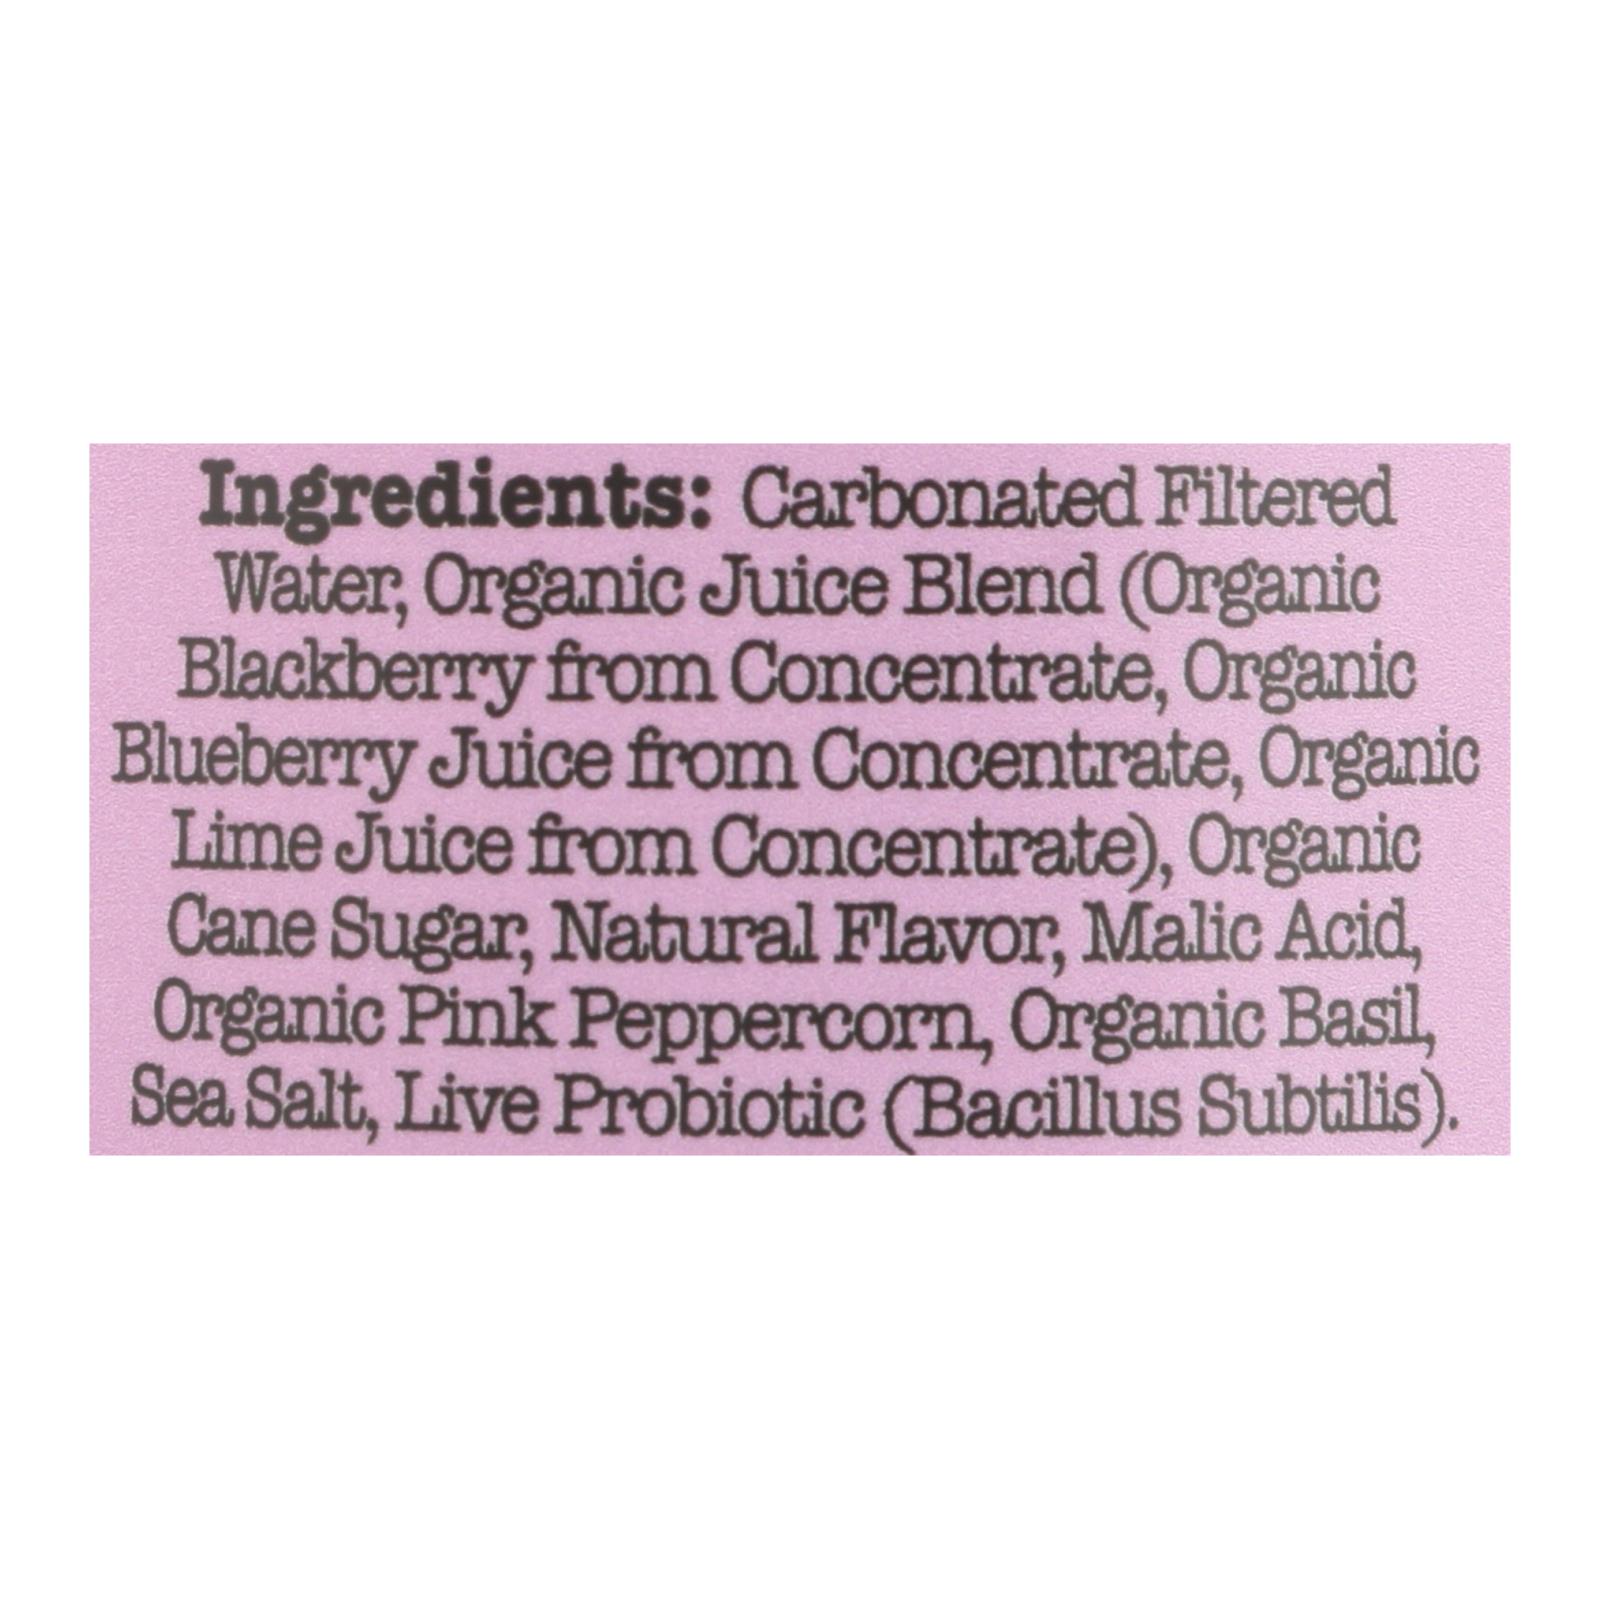 Ingredients: Carbonated Filtered
Water, Organic Juice Blend (Organic
Blackberry from Concentrate, Organic
Blueberry Juice from Concentrate, Organic
Lime Juice from Concentrate), Organic
Cane Sugar, Natural Flavor, Malic Acid,
Organic Pink Peppercorn, Organic Basil,
Sea Salt, Live Probiotic (Bacillus Subtilis).